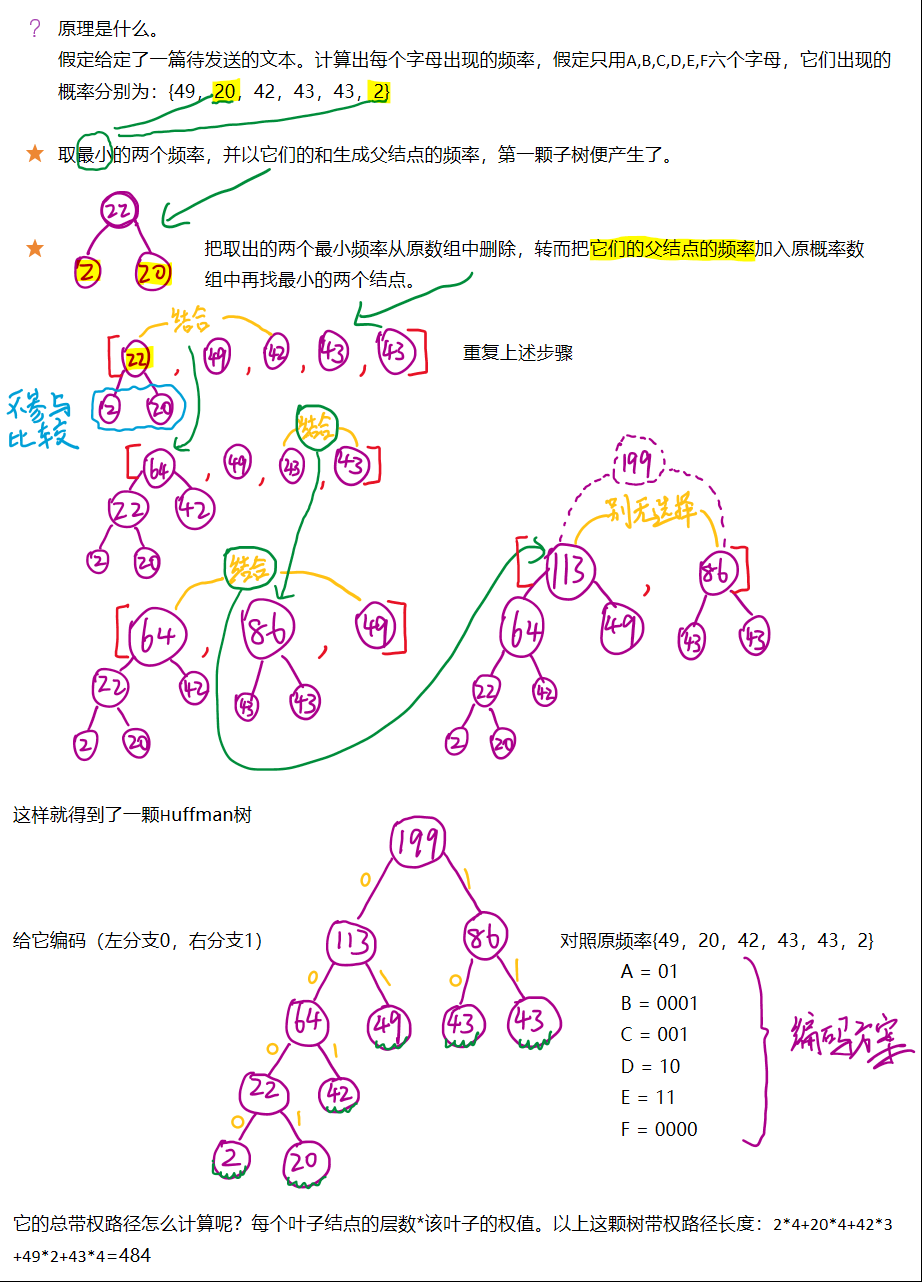 ? 原理是什么。
假定给定了一篇待发送的文本。计算出每个字母出现的频率，假定只用A,B,C,D,E,F六个字母，它们出现的
概率分别为：{49，20，42，43，43，2}
★ 取最小的两个频率，并以它们的和生成父结点的频率，第一颗子树便产生了。
22
★ 把取出的两个最小频率从原数组中删除，转而把它们的父结点的频率加入原概率数
2 20
组中再找最小的两个结点。
结合
[22 , 49 , 42 , 43 , 43]
重复上述步骤
2 20
不参与
比较
结合
[64 , 49 , 43 , 43]
22 42
2 20
199
别无选择
[113 , 86]
64 49 43 43
22 42
2 20
结合
[64 , 86 , 49]
22 42 43 43
2 20
这样就得到了一颗Huffman树
199
0 1
给它编码（左分支0，右分支1）
113 86
0 1 0 1
64 49 43 43
0 1
22 42
0 1
2 20
对照原频率{49，20，42，43，43，2}
A = 01
B = 0001
C = 001
D = 10
E = 11
F = 0000
编码方案
它的总带权路径怎么计算呢？每个叶子结点的层数*该叶子的权值。以上这颗树带权路径长度：2*4+20*4+42*3
+49*2+43*4=484